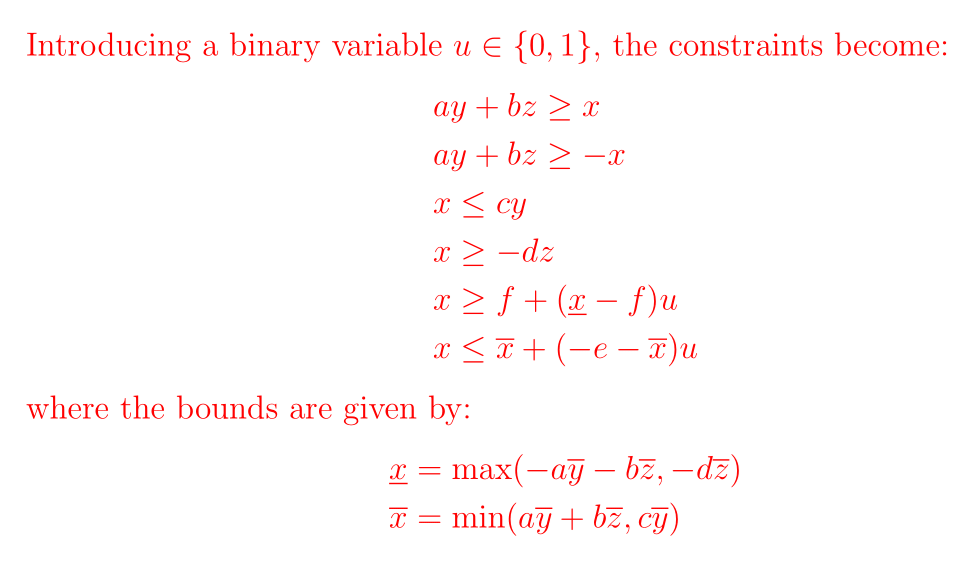 Introducing a binary variable $u \in \{0, 1\}$, the constraints become:
$ay + bz \geq x$
$ay + bz \geq -x$
$x \leq cy$
$x \geq -dz$
$x \geq f + (\underline{x} - f)u$
$x \leq \overline{x} + (-e - \overline{x})u$
where the bounds are given by:
$\underline{x} = \max(-a\overline{y} - b\overline{z}, -d\overline{z})$
$\overline{x} = \min(a\overline{y} + b\overline{z}, c\overline{y})$